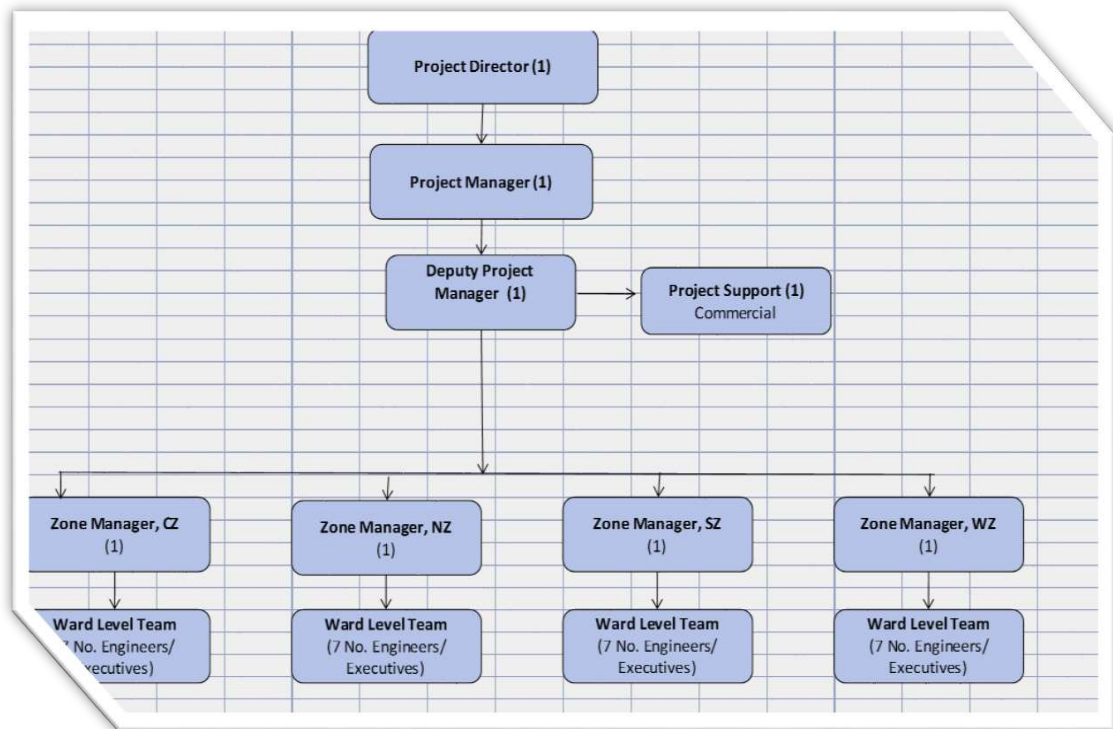 Project Director (1)
Project Manager (1)
Deputy Project
Manager (1)
Project Support (1)
Commercial
Zone Manager, CZ
(1)
Zone Manager, NZ
(1)
Zone Manager, SZ
(1)
Zone Manager, WZ
(1)
Ward Level Team
(7 No. Engineers/
Executives)
Ward Level Team
(7 No. Engineers/
Executives)
Ward Level Team
(7 No. Engineers/
Executives)
Ward Level Team
(7 No. Engineers/
Executives)